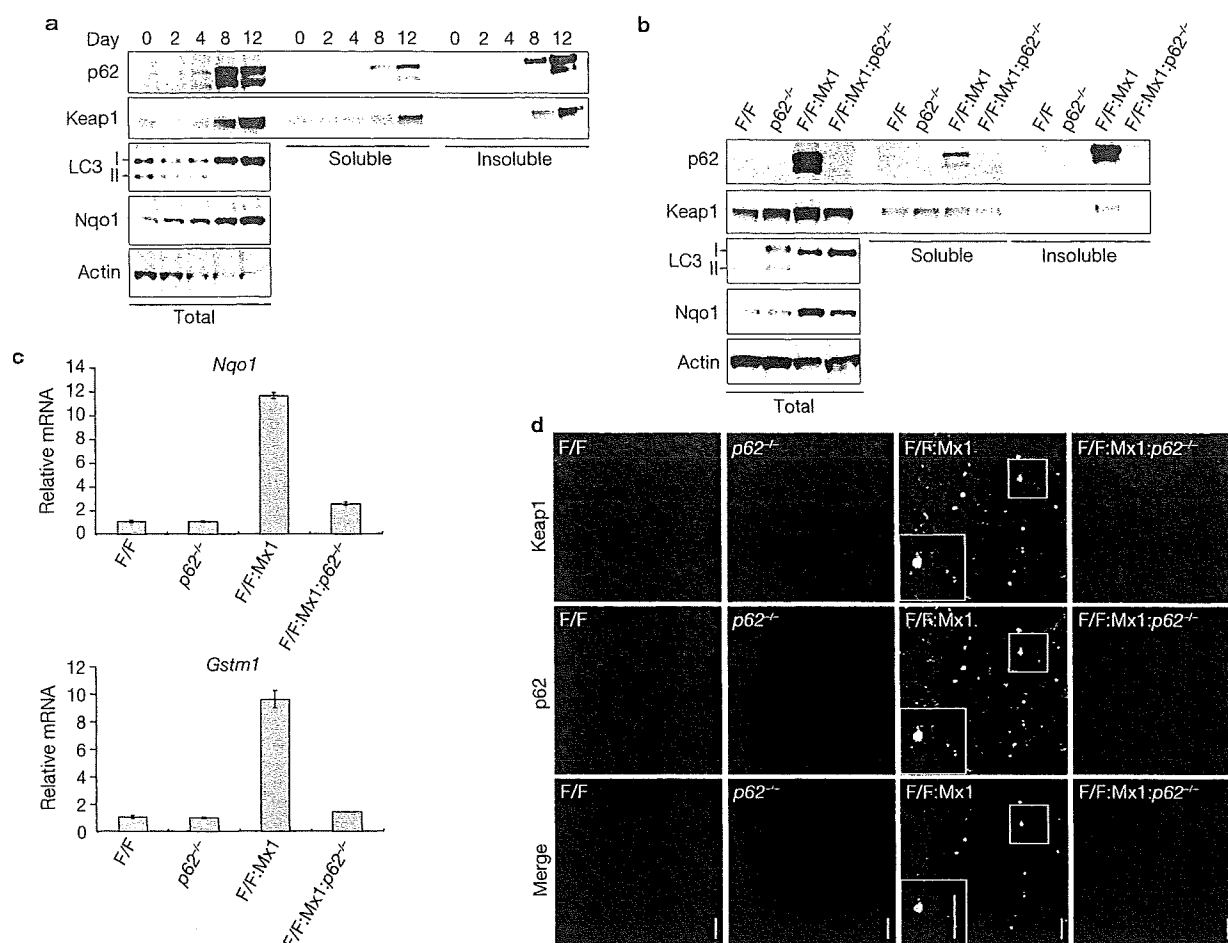 a
Day 0 2 4 8 12 0 2 4 8 12 0 2 4 8 12
p62
Keap1
LC3 I
II
Nqo1
Actin
Soluble
Insoluble
Total
b
F/F p62-/- F/F:Mx1 F/F:Mx1:p62-/- F/F p62-/- F/F:Mx1 F/F:Mx1:p62-/- F/F p62-/- F/F:Mx1 F/F:Mx1:p62-/-
p62
Keap1
LC3 I
II
Nqo1
Actin
Soluble
Insoluble
Total
c
Nqo1
Relative mRNA
14
12
10
8
6
4
2
0
F/F p62-/- F/F:Mx1 F/F:Mx1:p62-/-
Gstm1
Relative mRNA
12
10
8
6
4
2
0
F/F p62-/- F/F:Mx1 F/F:Mx1:p62-/-
d
F/F p62-/- F/F:Mx1 F/F:Mx1:p62-/-
Keap1
F/F p62-/- F/F:Mx1 F/F:Mx1:p62-/-
p62
F/F p62-/- F/F:Mx1 F/F:Mx1:p62-/-
Merge